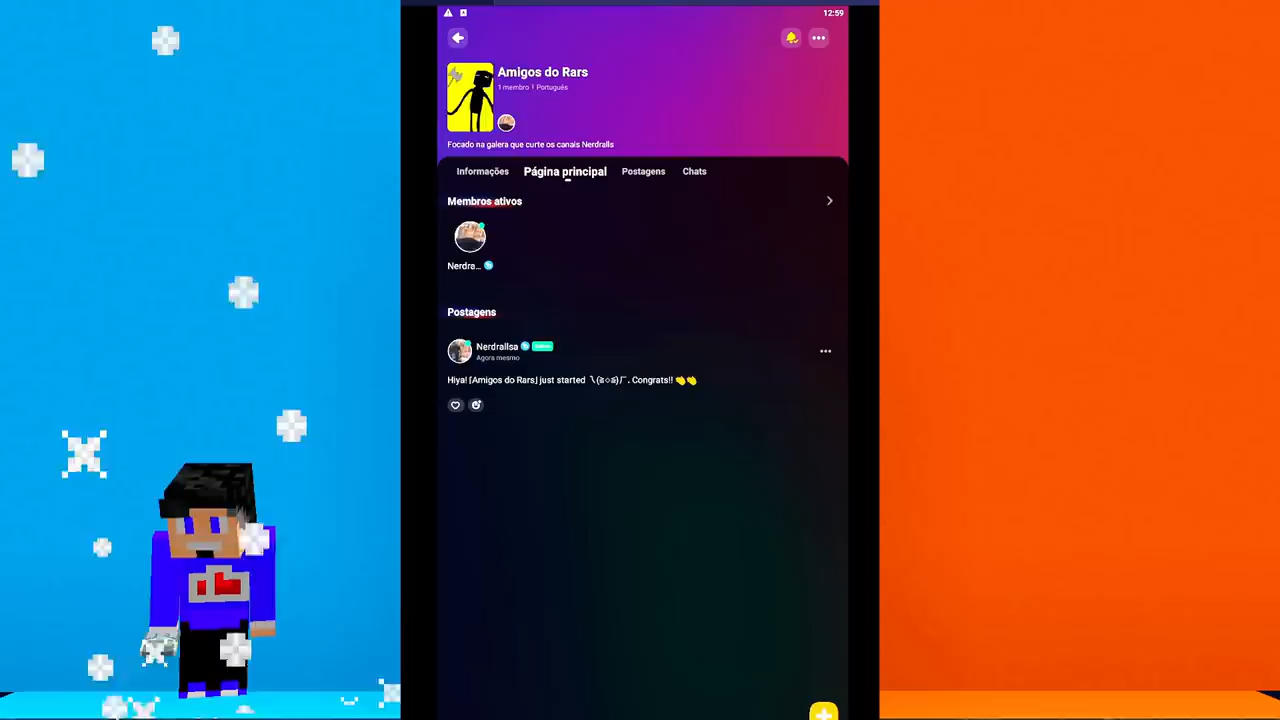 12:59
Amigos do Rars
1 membro | Português
Focado na galera que curte os canais Nerdralls
Informações Página principal Postagens Chats
Membros ativos
Nerdra...
Postagens
Nerdrallsa
Agora mesmo
Hiya! ⌈Amigos do Rars⌋ just started ㄟ(≧◇≦)ㄏ. Congrats!! 👏👏